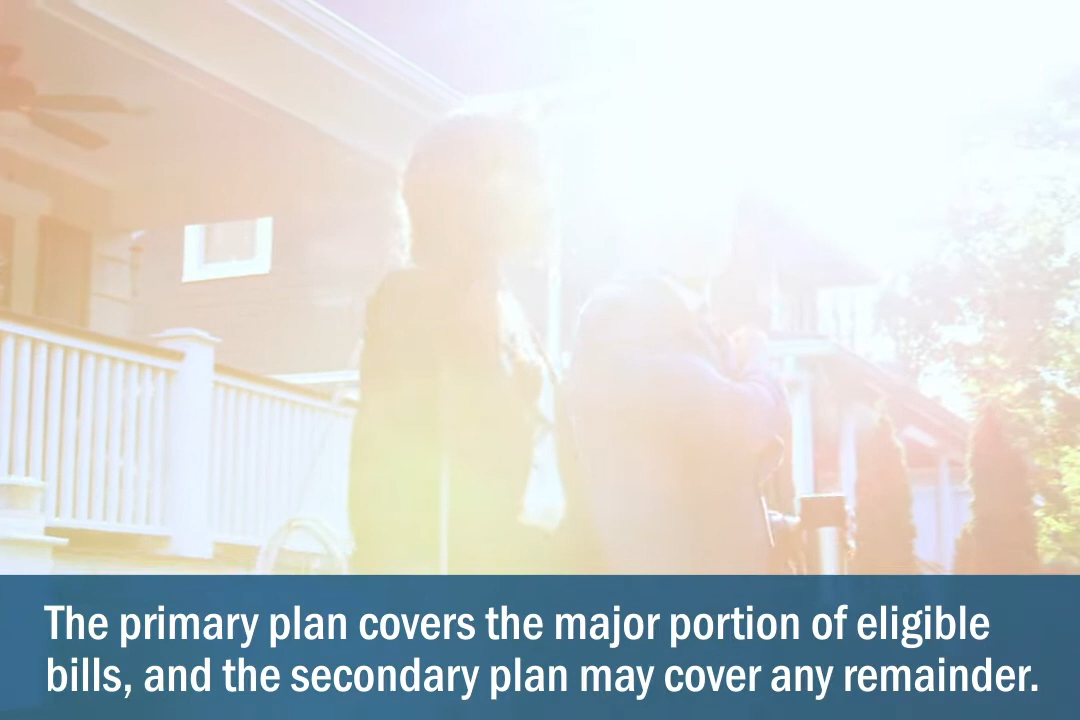 The primary plan covers the major portion of eligible
bills, and the secondary plan may cover any remainder.